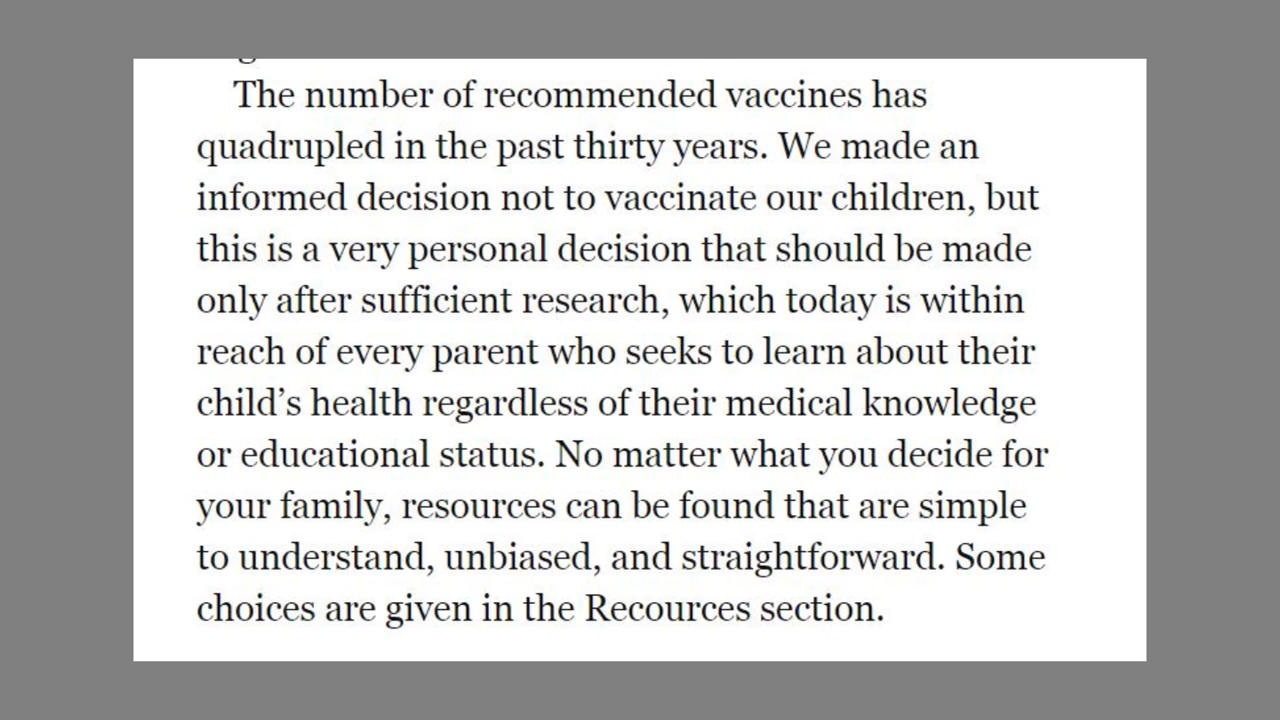 The number of recommended vaccines has
quadrupled in the past thirty years. We made an
informed decision not to vaccinate our children, but
this is a very personal decision that should be made
only after sufficient research, which today is within
reach of every parent who seeks to learn about their
child’s health regardless of their medical knowledge
or educational status. No matter what you decide for
your family, resources can be found that are simple
to understand, unbiased, and straightforward. Some
choices are given in the Recources section.